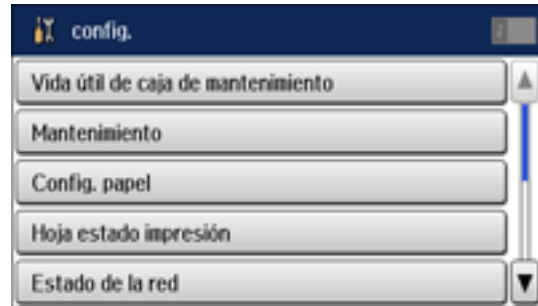 config.
Vida útil de caja de mantenimiento
Mantenimiento
Config. papel
Hoja estado impresión
Estado de la red